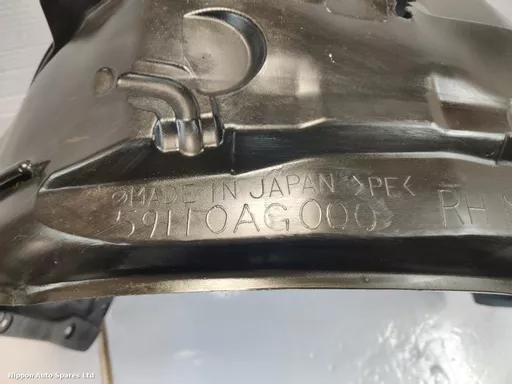 MADE IN JAPAN >PE<
59110AG000 RH
Nippon Auto Spares Ltd